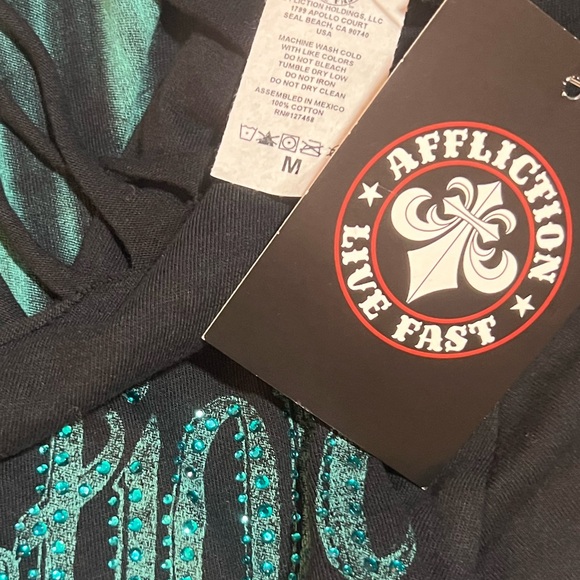 AFFLICTION HOLDINGS, LLC
1799 APOLLO COURT
SEAL BEACH, CA 90740
USA
MACHINE WASH COLD
WITH LIKE COLORS
DO NOT BLEACH
TUMBLE DRY LOW
DO NOT IRON
DO NOT DRY CLEAN
ASSEMBLED IN MEXICO
100% COTTON
RN#127458
M
AFFLICTION
LIVE FAST